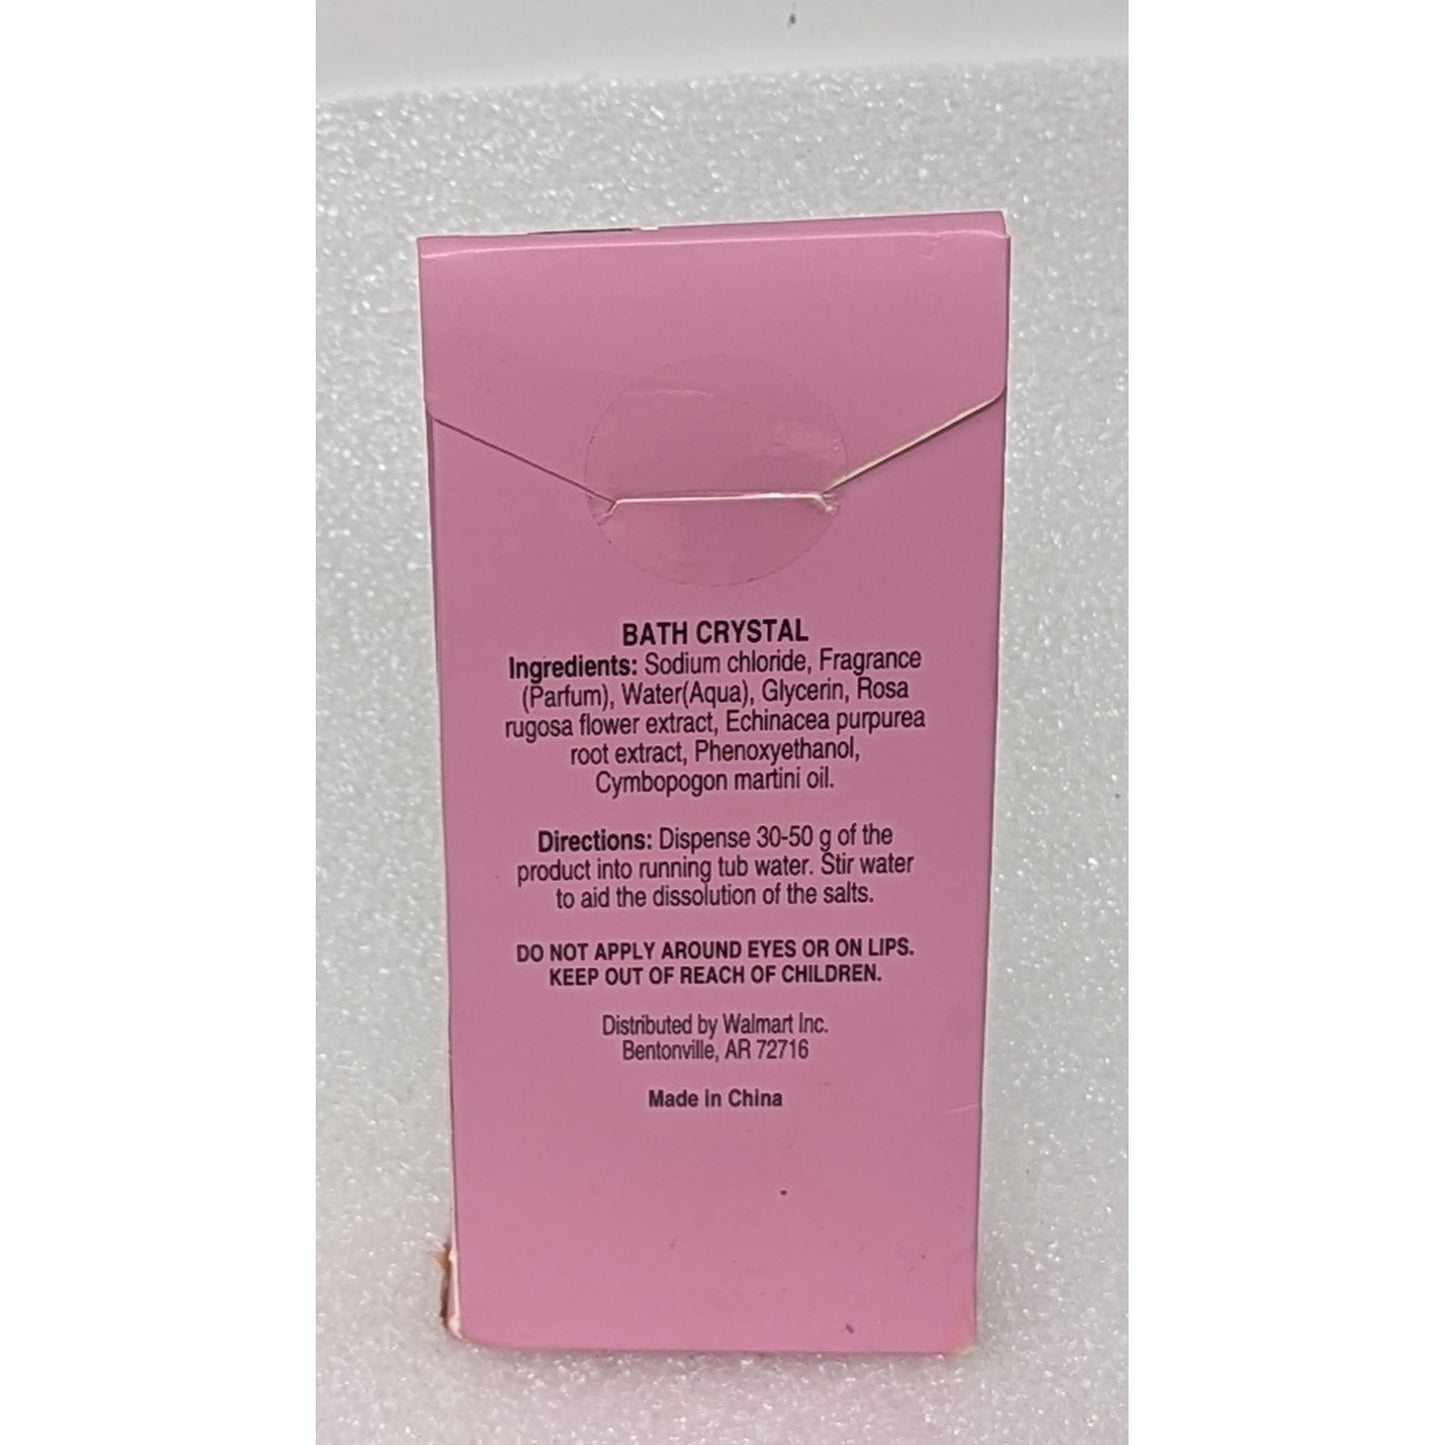 BATH CRYSTAL
Ingredients: Sodium chloride, Fragrance
(Parfum), Water(Aqua), Glycerin, Rosa
rugosa flower extract, Echinacea purpurea
root extract, Phenoxyethanol,
Cymbopogon martini oil.
Directions: Dispense 30-50 g of the
product into running tub water. Stir water
to aid the dissolution of the salts.
DO NOT APPLY AROUND EYES OR ON LIPS.
KEEP OUT OF REACH OF CHILDREN.
Distributed by Walmart Inc.
Bentonville, AR 72716
Made in China